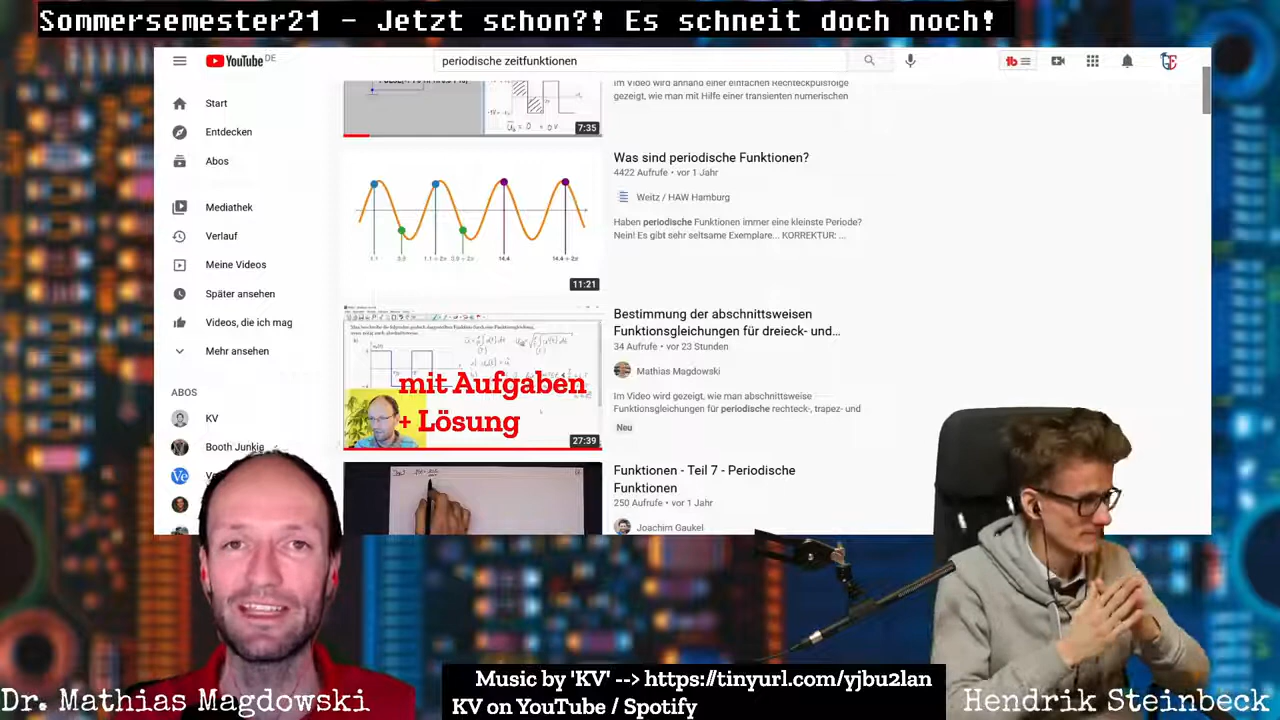 Sommersemester21 - Jetzt schon?! Es schneit doch noch!
YouTube DE
periodische zeitfunktionen
Start
Entdecken
Abos
Mediathek
Verlauf
Meine Videos
Später ansehen
Videos, die ich mag
Mehr ansehen
ABOS
KV
Booth Junkie
7:35
Im Video wird anhand einer einfachen Rechteckpulsfolge
gezeigt, wie man mit Hilfe einer transienten numerischen
11:21
Was sind periodische Funktionen?
4422 Aufrufe • vor 1 Jahr
Weitz / HAW Hamburg
Haben periodische Funktionen immer eine kleinste Periode?
Nein! Es gibt sehr seltsame Exemplare... KORREKTUR: ...
mit Aufgaben
+ Lösung
27:39
Bestimmung der abschnittsweisen
Funktionsgleichungen für dreieck- und...
34 Aufrufe • vor 23 Stunden
Mathias Magdowski
Im Video wird gezeigt, wie man abschnittsweise
Funktionsgleichungen für periodische rechteck-, trapez- und
Neu
Funktionen - Teil 7 - Periodische
Funktionen
250 Aufrufe • vor 1 Jahr
Joachim Gaukel
Dr. Mathias Magdowski
Music by 'KV' --> https://tinyurl.com/yjbu2lan
KV on YouTube / Spotify
Hendrik Steinbeck